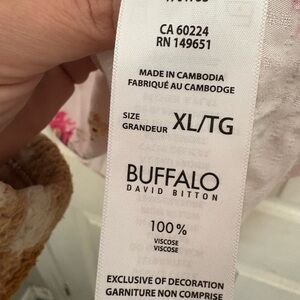 CA 60224
RN 149651
MADE IN CAMBODIA
FABRIQUÉ AU CAMBODGE
SIZE
GRANDEUR XL/TG
BUFFALO
DAVID BITTON
100%
VISCOSE
VISCOSE
EXCLUSIVE OF DECORATION
GARNITURE NON COMPRISE